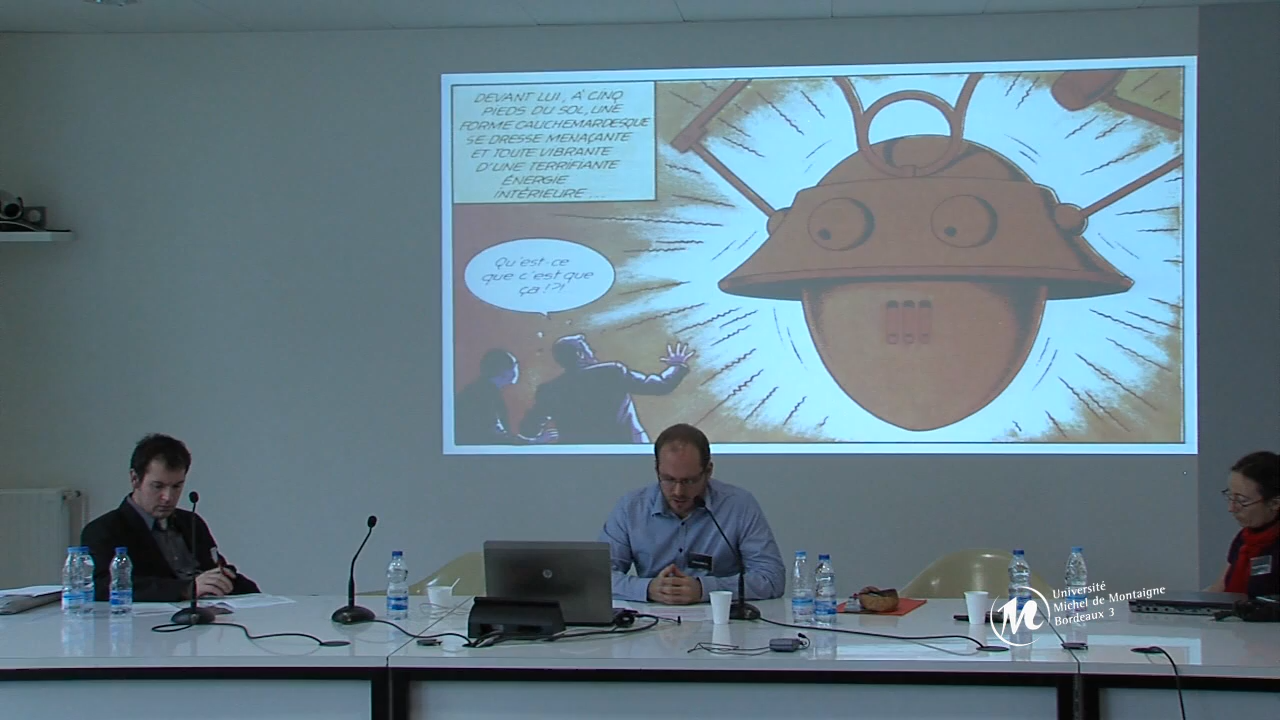 DEVANT LUI, À CINQ
PIEDS DU SOL, UNE
FORME CAUCHEMARDESQUE
SE DRESSE MENAÇANTE
ET TOUTE VIBRANTE
D'UNE TERRIFIANTE
ÉNERGIE
INTÉRIEURE...
Qu'est-ce
que c'est que
ça !?!
hp
Université
Michel de Montaigne
Bordeaux 3